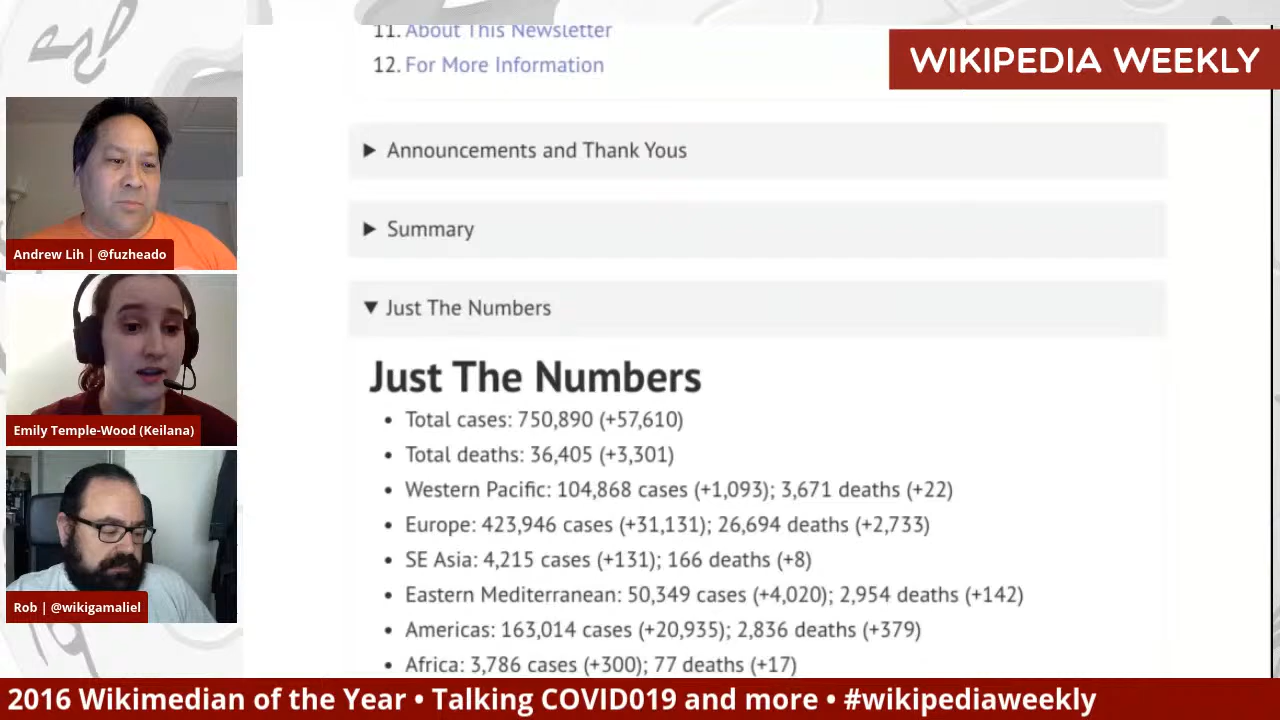 11. About This Newsletter
12. For More Information
WIKIPEDIA WEEKLY
Announcements and Thank Yous
Summary
Just The Numbers
Just The Numbers
Total cases: 750,890 (+57,610)
Total deaths: 36,405 (+3,301)
Western Pacific: 104,868 cases (+1,093); 3,671 deaths (+22)
Europe: 423,946 cases (+31,131); 26,694 deaths (+2,733)
SE Asia: 4,215 cases (+131); 166 deaths (+8)
Eastern Mediterranean: 50,349 cases (+4,020); 2,954 deaths (+142)
Americas: 163,014 cases (+20,935); 2,836 deaths (+379)
Africa: 3,786 cases (+300); 77 deaths (+17)
Andrew Lih | @fuzheado
Emily Temple-Wood (Keilana)
Rob | @wikigamaliel
2016 Wikimedian of the Year • Talking COVID019 and more • #wikipediaweekly